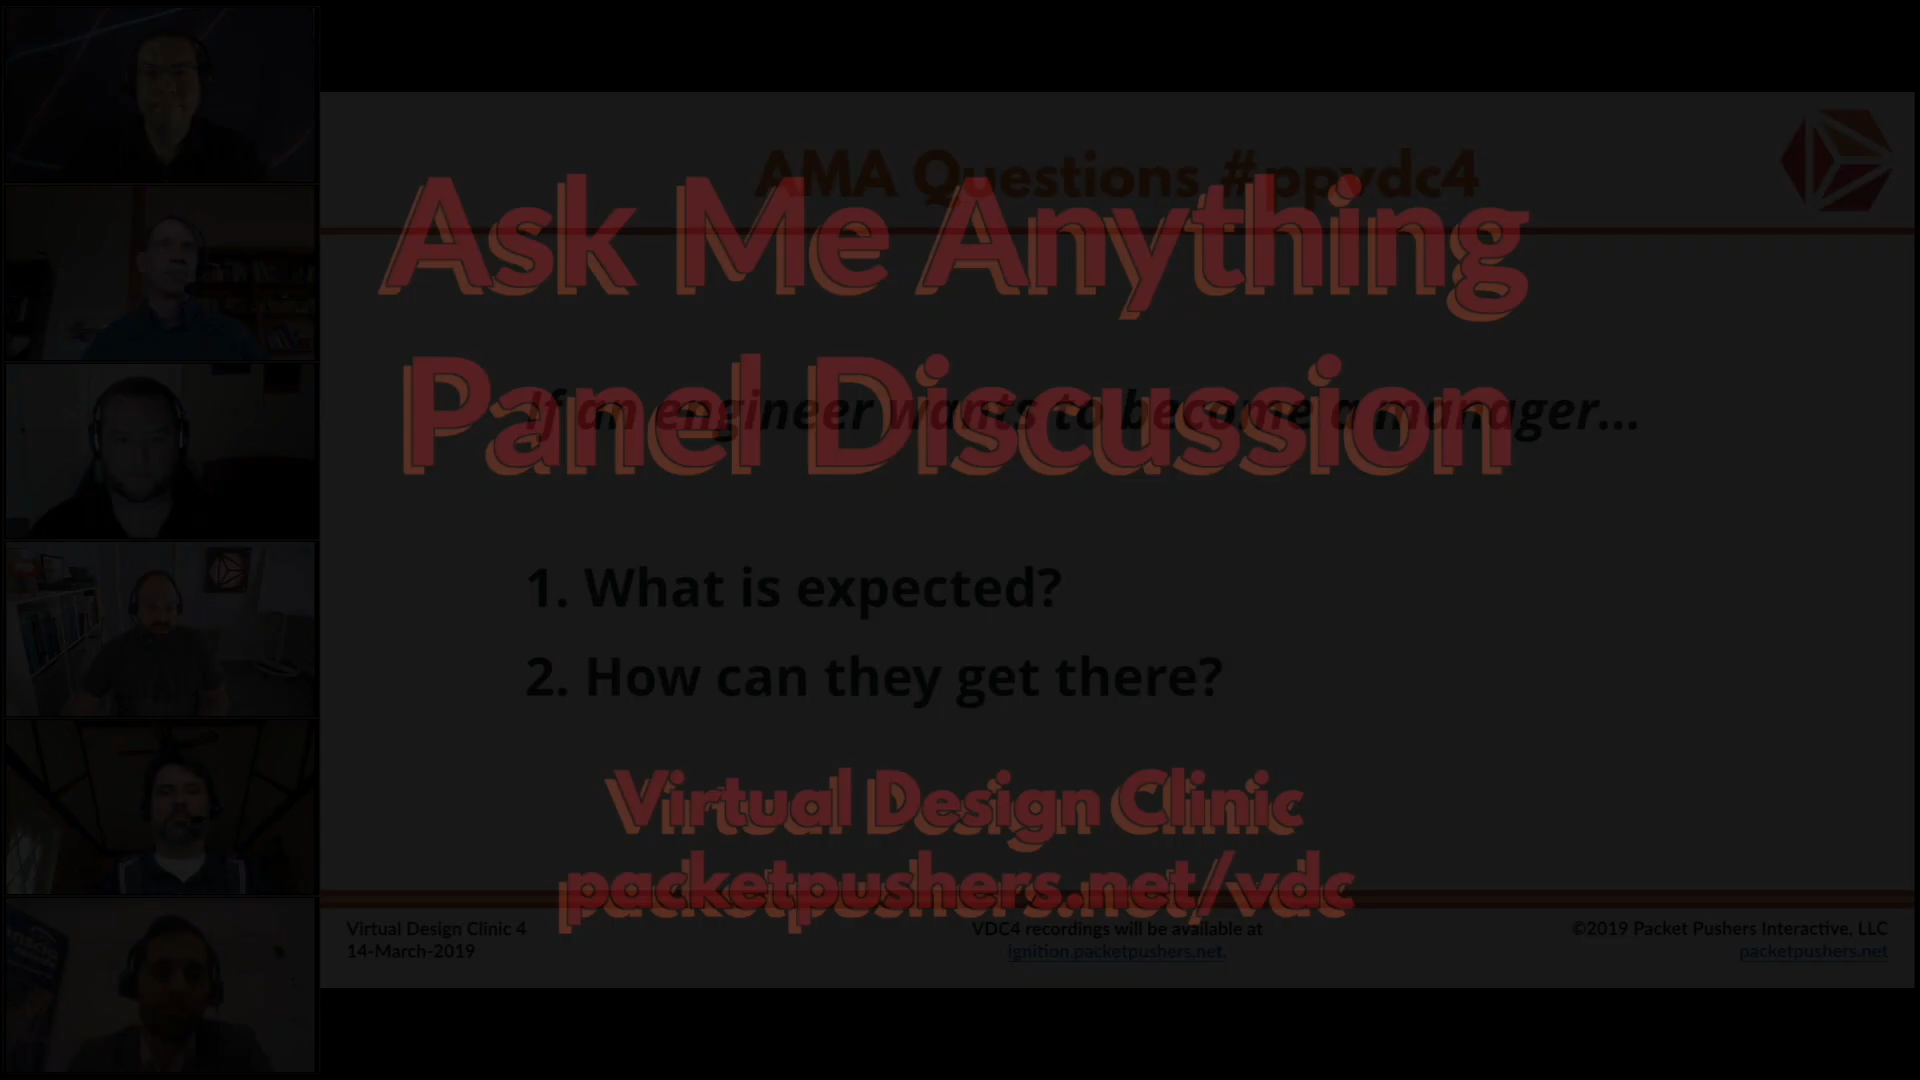 AMA Questions #ppvdc4
Ask Me Anything
Panel Discussion
If an engineer wants to become a manager...
1. What is expected?
2. How can they get there?
Virtual Design Clinic
packetpushers.net/vdc
Virtual Design Clinic 4
14-March-2019
VDC4 recordings will be available at
ignition.packetpushers.net.
©2019 Packet Pushers Interactive, LLC
packetpushers.net